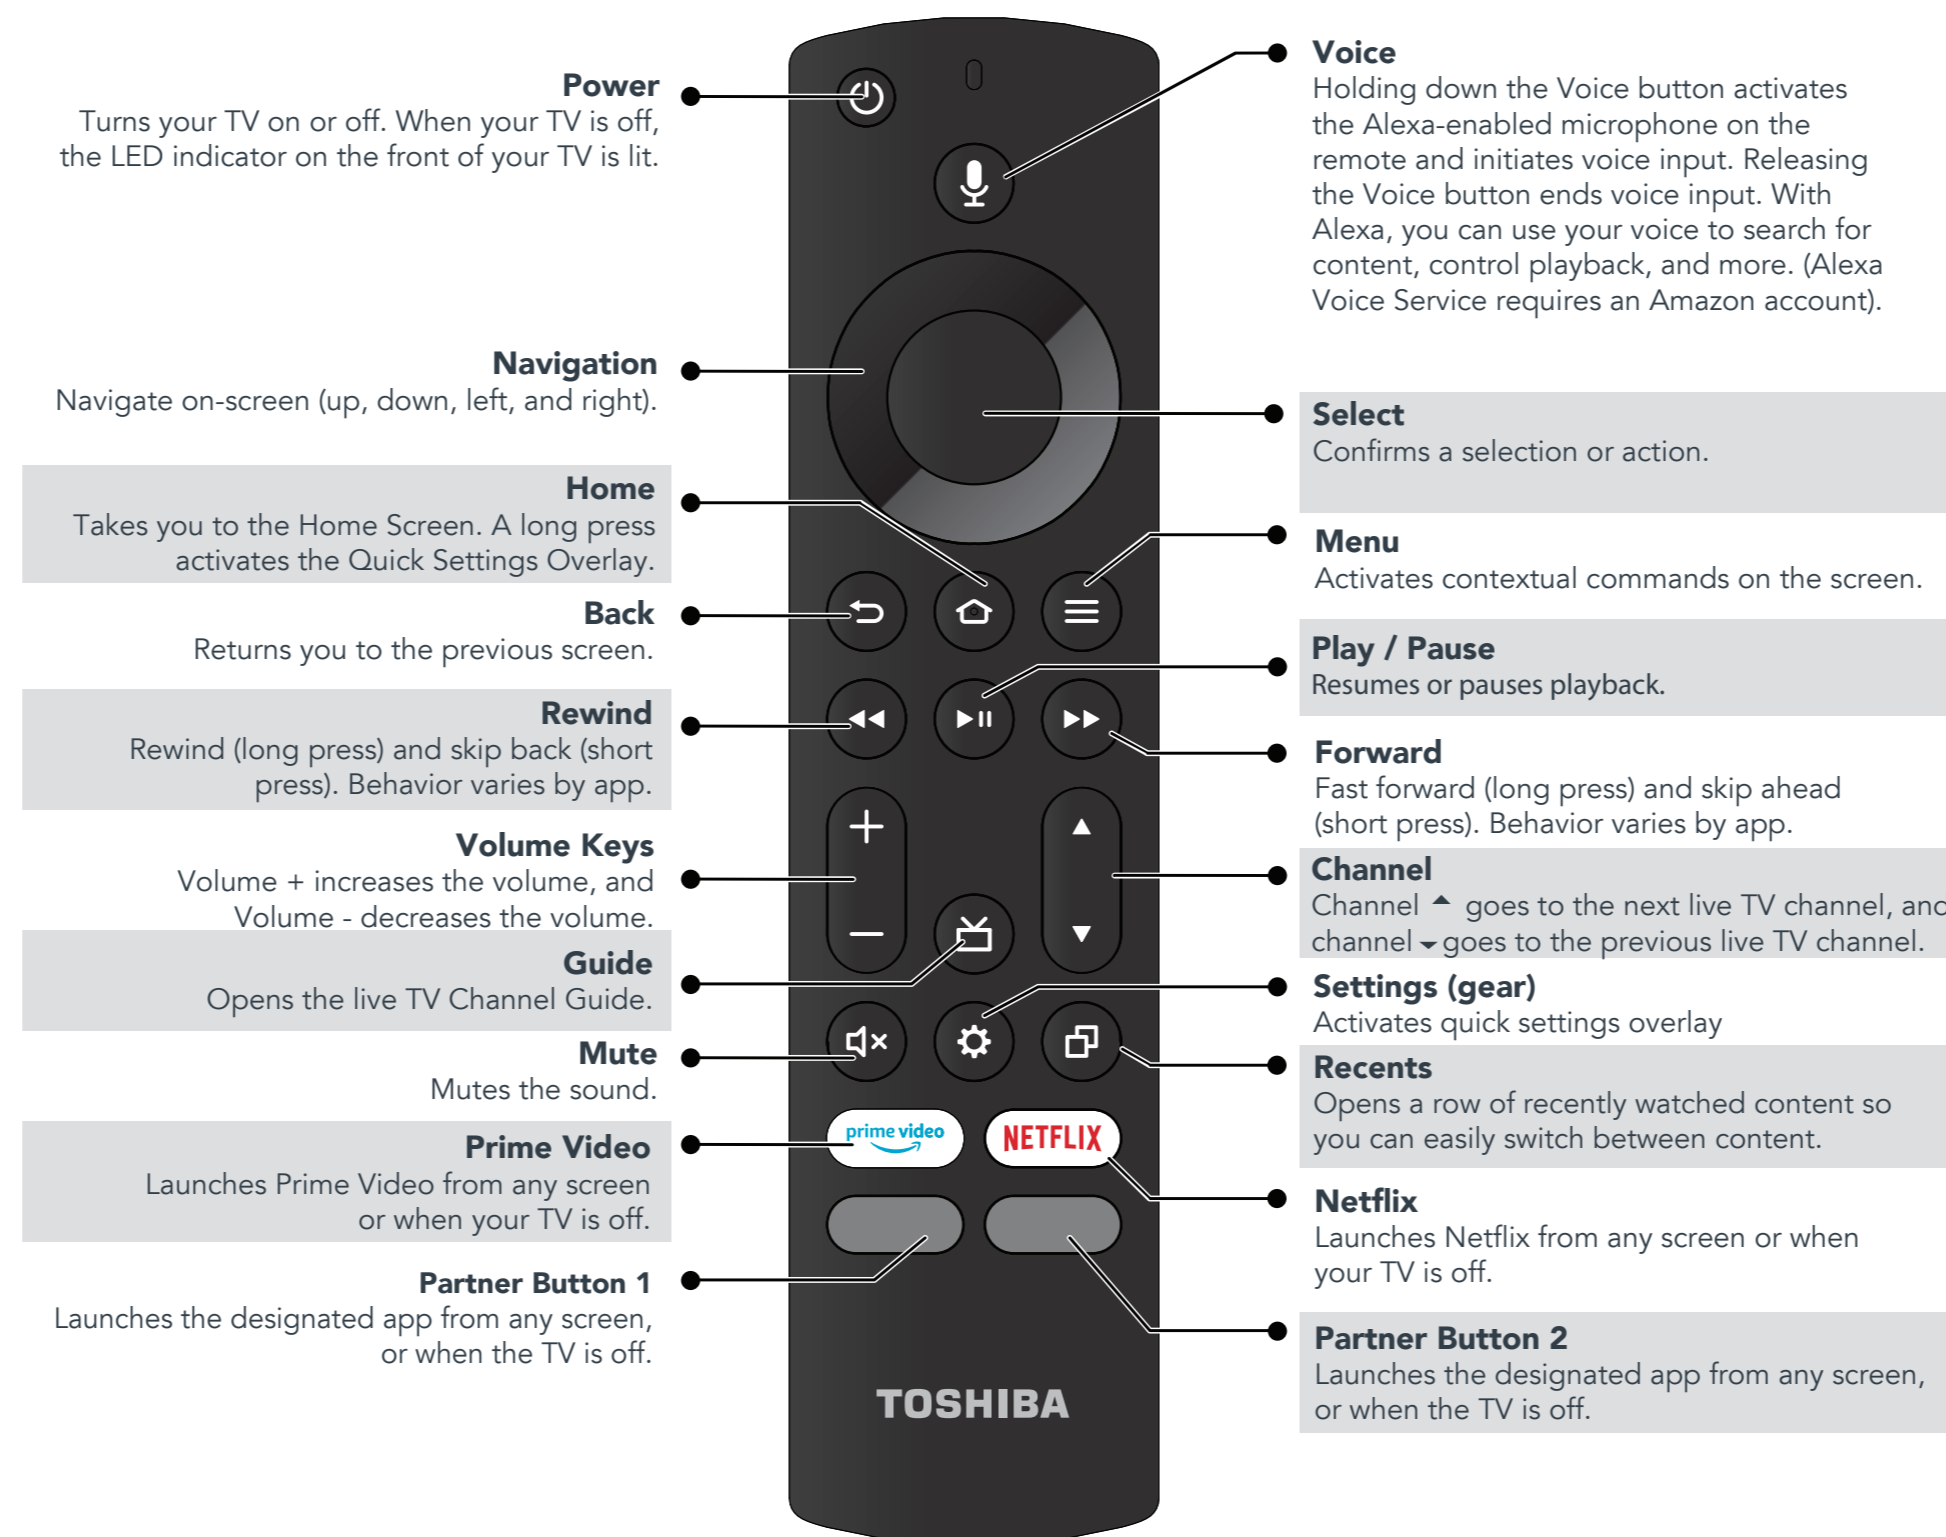 Power
Turns your TV on or off. When your TV is off,
the LED indicator on the front of your TV is lit.
Navigation
Navigate on-screen (up, down, left, and right).
Home
Takes you to the Home Screen. A long press
activates the Quick Settings Overlay.
Back
Returns you to the previous screen.
Rewind
Rewind (long press) and skip back (short
press). Behavior varies by app.
Volume Keys
Volume + increases the volume, and
Volume - decreases the volume.
Guide
Opens the live TV Channel Guide.
Mute
Mutes the sound.
Prime Video
Launches Prime Video from any screen
or when your TV is off.
Partner Button 1
Launches the designated app from any screen,
or when the TV is off.
prime video
NETFLIX
TOSHIBA
Voice
Holding down the Voice button activates
the Alexa-enabled microphone on the
remote and initiates voice input. Releasing
the Voice button ends voice input. With
Alexa, you can use your voice to search for
content, control playback, and more. (Alexa
Voice Service requires an Amazon account).
Select
Confirms a selection or action.
Menu
Activates contextual commands on the screen.
Play / Pause
Resumes or pauses playback.
Forward
Fast forward (long press) and skip ahead
(short press). Behavior varies by app.
Channel
Channel ▲ goes to the next live TV channel, and
channel ▼ goes to the previous live TV channel.
Settings (gear)
Activates quick settings overlay
Recents
Opens a row of recently watched content so
you can easily switch between content.
Netflix
Launches Netflix from any screen or when
your TV is off.
Partner Button 2
Launches the designated app from any screen,
or when the TV is off.